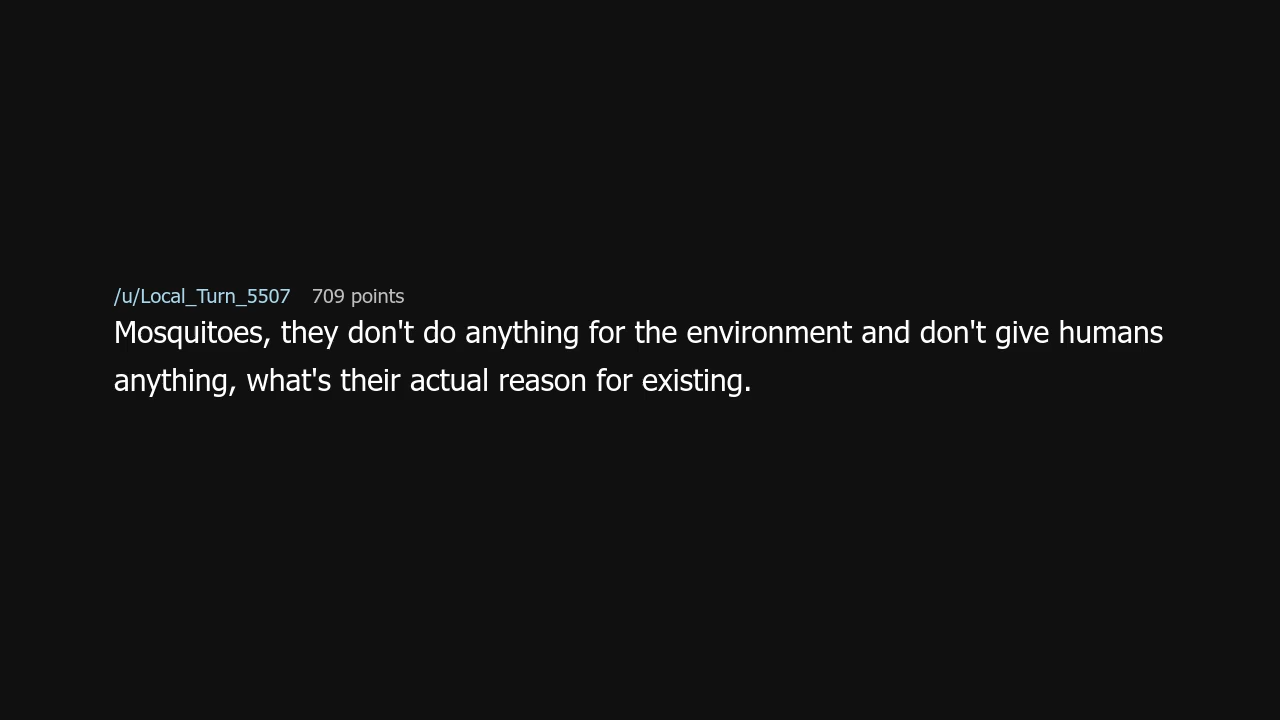 /u/Local_Turn_5507 709 points
Mosquitoes, they don't do anything for the environment and don't give humans
anything, what's their actual reason for existing.